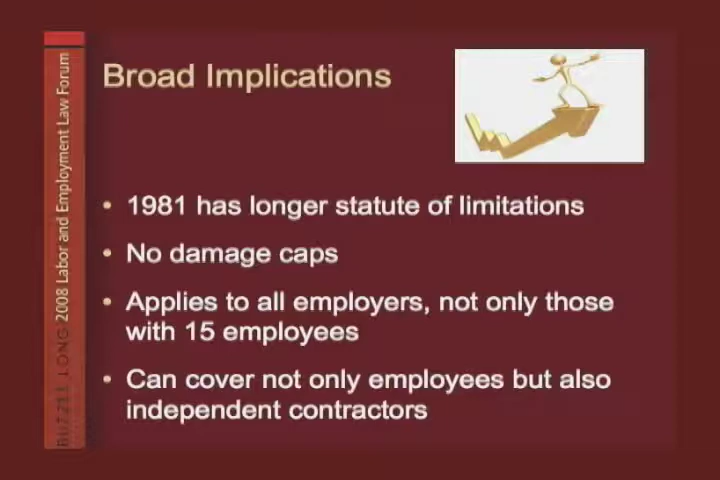 Broad Implications
• 1981 has longer statute of limitations
• No damage caps
• Applies to all employers, not only those
with 15 employees
• Can cover not only employees but also
independent contractors
BUTZEL LONG 2008 Labor and Employment Law Forum